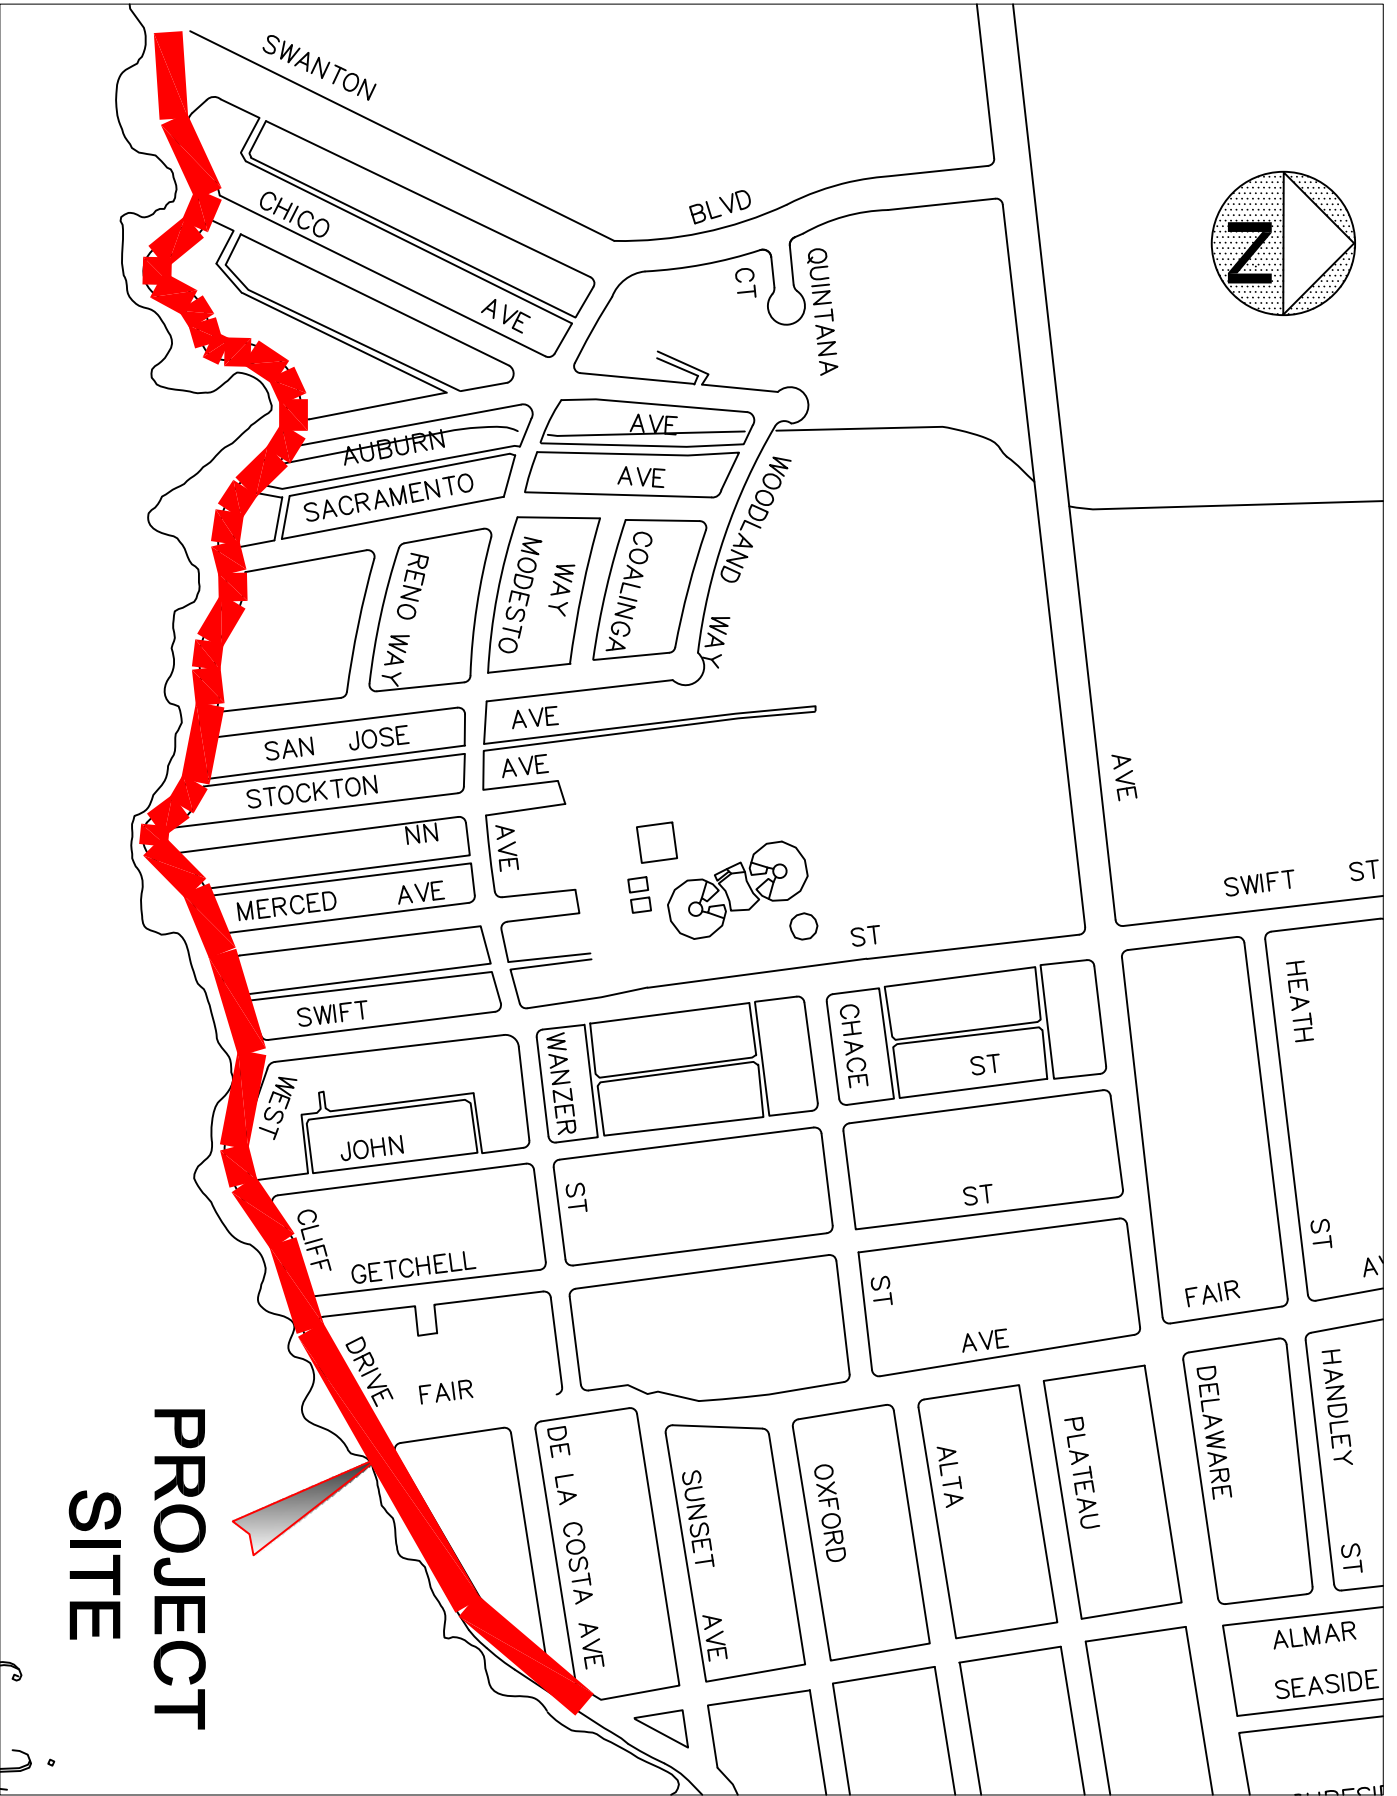 SWANTON
BLVD
N
CHICO
AVE
QUINTANA
CT
AUBURN
AVE
SACRAMENTO
AVE
WOODLAND WAY
COALINGA
WAY
MODESTO
RENO WAY
SAN JOSE
AVE
STOCKTON
AVE
NN
AVE
MERCED AVE
AVE
SWIFT ST
ST
SWIFT
HEATH
ST
CHACE
ST
WANZER
ST
WEST
CLIFF
DRIVE
JOHN
ST
GETCHELL
ST
FAIR
AVE
FAIR
HANDLEY
ST
DELAWARE
PLATEAU
ALTA
OXFORD
SUNSET AVE
DE LA COSTA AVE
ALMAR
SEASIDE
PROJECT
SITE